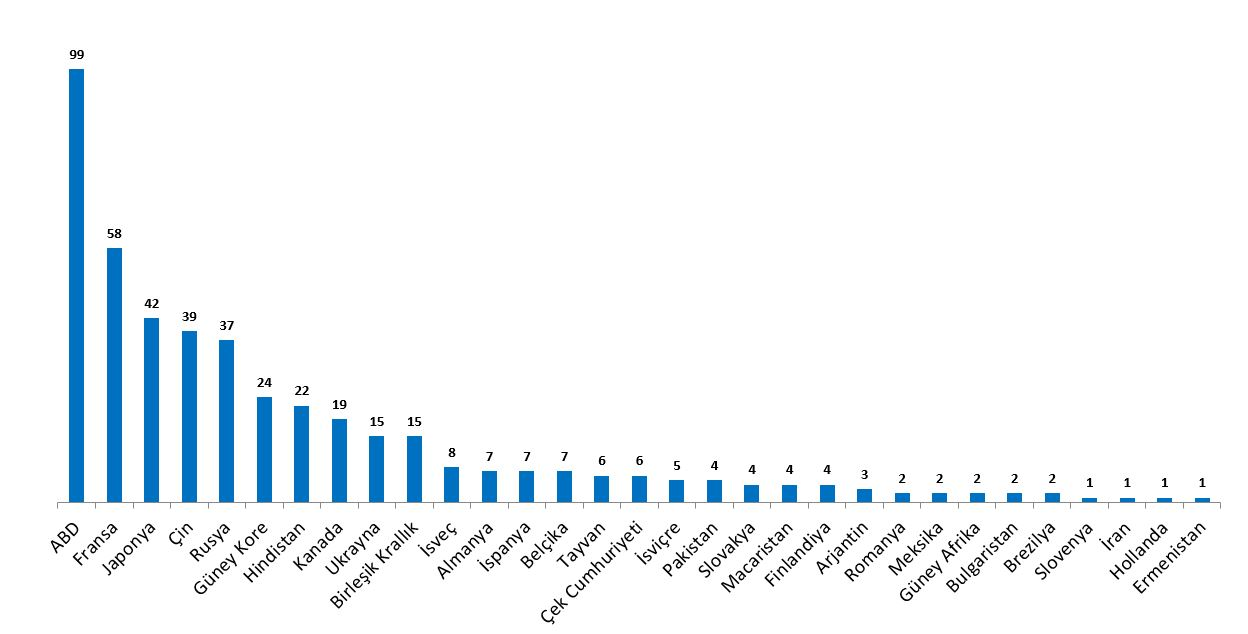 99
58
42
39
37
24
22
19
15
15
8
7
7
7
6
6
5
4
4
4
4
3
2
2
2
2
2
1
1
1
1
ABD
Fransa
Japonya
Çin
Rusya
Güney Kore
Hindistan
Kanada
Ukrayna
Birleşik Krallık
İsveç
Almanya
İspanya
Belçika
Tayvan
Çek Cumhuriyeti
İsviçre
Pakistan
Slovakya
Macaristan
Finlandiya
Arjantin
Romanya
Meksika
Güney Afrika
Bulgaristan
Brezilya
Slovenya
İran
Hollanda
Ermenistan